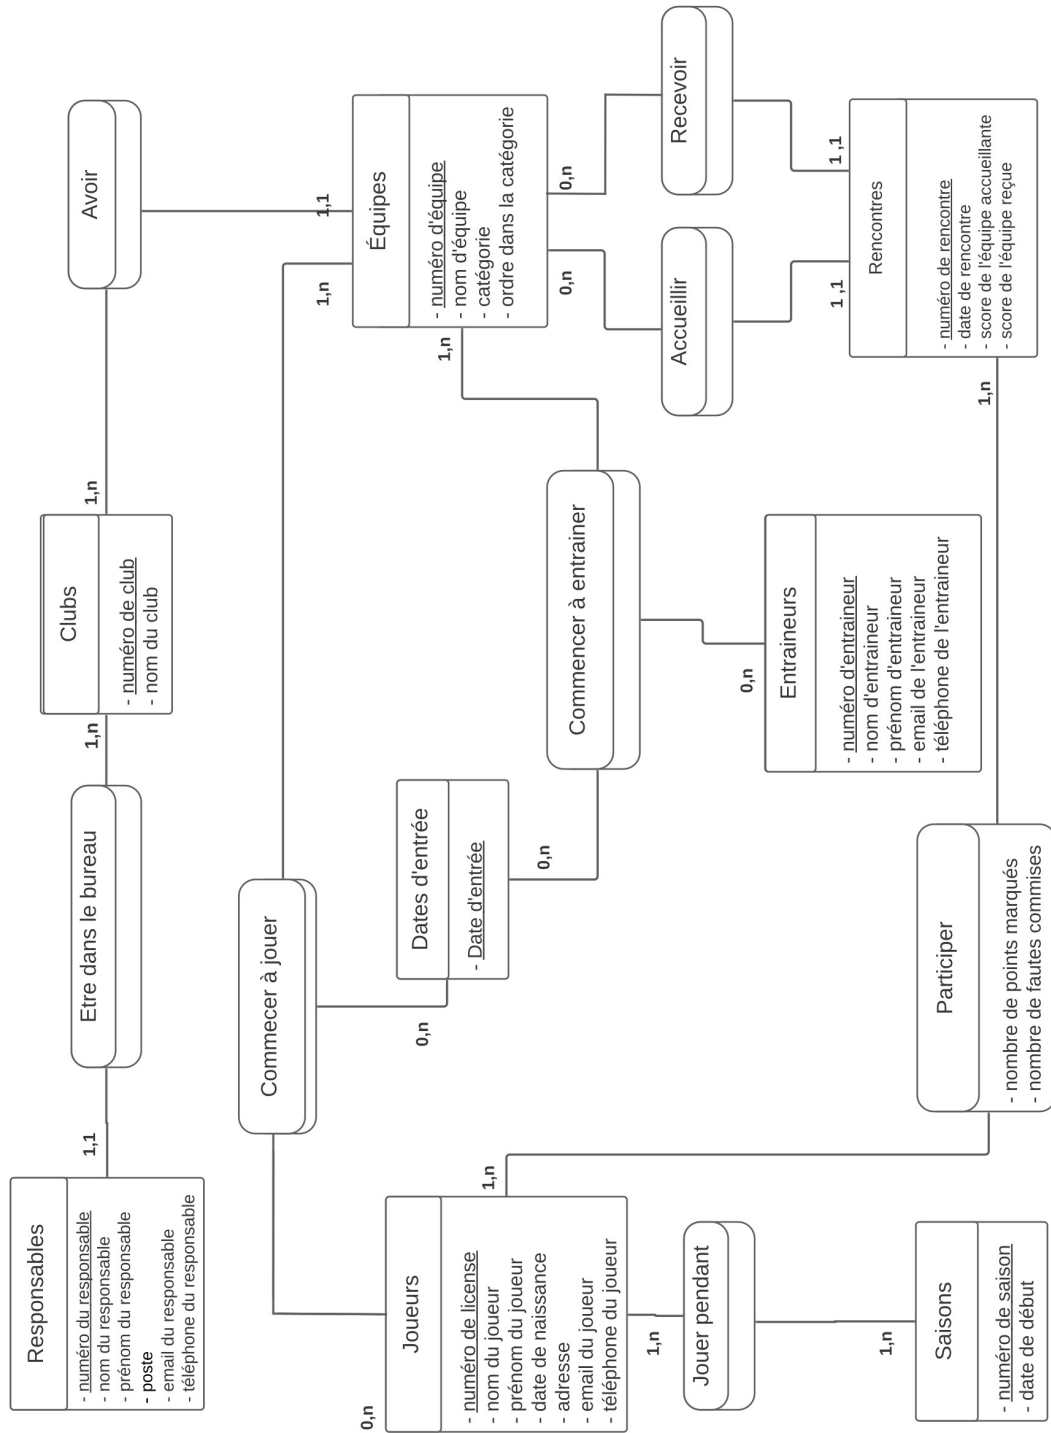 Responsables
- numéro du responsable
- nom du responsable
- prénom du responsable
- poste
- email du responsable
- téléphone du responsable
1,1
Etre dans le bureau
1,n
Clubs
- numéro de club
- nom du club
1,n
Avoir
1,1
Commecer à jouer
1,n
0,n
Dates d'entrée
- Date d'entrée
0,n
Équipes
- numéro d'équipe
- nom d'équipe
- catégorie
- ordre dans la catégorie
1,n
0,n
0,n
Commencer à entrainer
0,n
Entraineurs
- numéro d'entraineur
- nom d'entraineur
- prénom d'entraineur
- email de l'entraineur
- téléphone de l'entraineur
Accueillir
Recevoir
1 ,1
1 ,1
Rencontres
- numéro de rencontre
- date de rencontre
- score de l'équipe accueillante
- score de l'équipe reçue
1,n
0,n
Joueurs
- numéro de license
- nom du joueur
- prénom du joueur
- date de naissance
- adresse
- email du joueur
- téléphone du joueur
1,n
Participer
- nombre de points marqués
- nombre de fautes commises
1,n
Jouer pendant
1,n
Saisons
- numéro de saison
- date de début